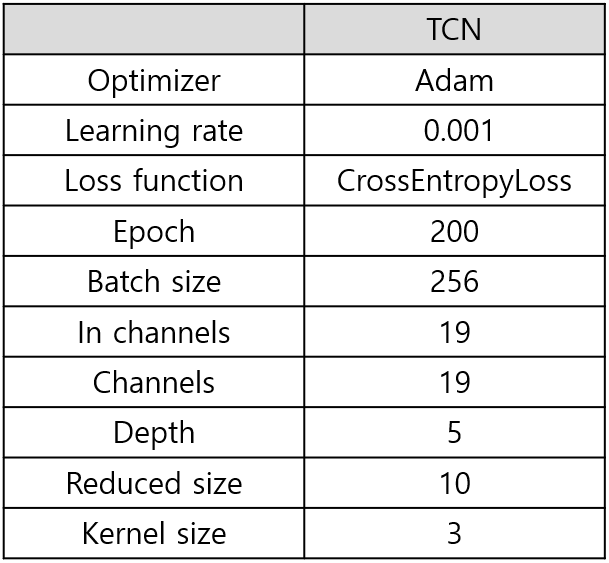 TCN
Optimizer Adam
Learning rate 0.001
Loss function CrossEntropyLoss
Epoch 200
Batch size 256
In channels 19
Channels 19
Depth 5
Reduced size 10
Kernel size 3